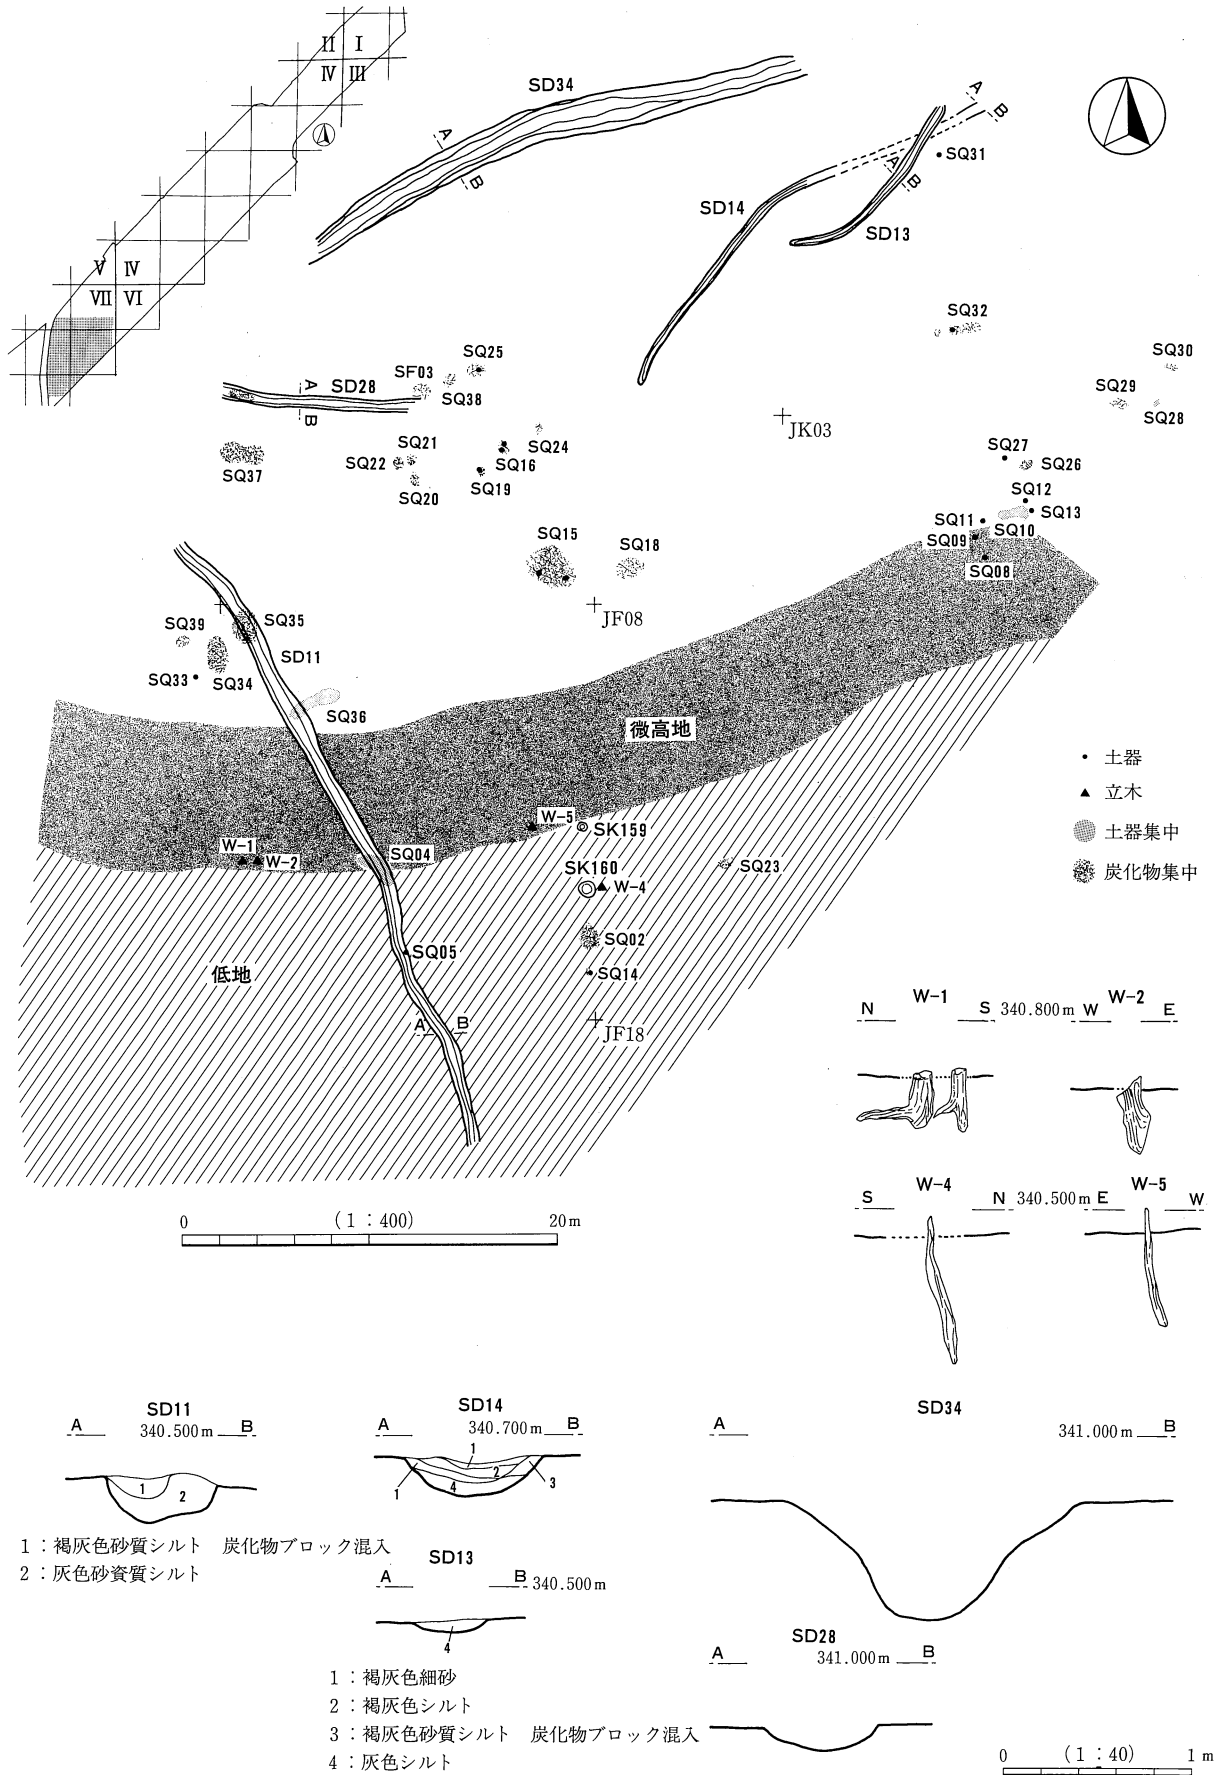 II I
IV III
V IV
VII VI
SD34
A
B
A
B
SQ31
A
B
SD14
SD13
SQ32
SQ30
SQ29
SQ28
SQ25
SF03
SQ38
SD28
A
B
JK03
SQ24
SQ21
SQ22
SQ16
SQ37
SQ20
SQ19
SQ27
SQ26
SQ12
SQ13
SQ11
SQ10
SQ09
SQ08
SQ15
SQ18
JF08
SQ39
SQ35
SD11
SQ33
SQ34
SQ36
微高地
土器
立木
土器集中
炭化物集中
W-5
SK159
W-1
W-2
SQ04
SK160
W-4
SQ23
SQ02
SQ05
SQ14
低地
A B
JF18
W-1 W-2
N S 340.800m W E
W-4 W-5
S N 340.500m E W
0 (1:400) 20m
SD11
A 340.500m B
1
2
1:褐灰色砂質シルト 炭化物ブロック混入
2:灰色砂資質シルト
SD14
A 340.700m B
1
2
4
1
3
SD13
A B 340.500m
4
1:褐灰色細砂
2:褐灰色シルト
3:褐灰色砂質シルト 炭化物ブロック混入
4:灰色シルト
SD34
A 341.000m B
SD28
A 341.000m B
0 (1:40) 1m